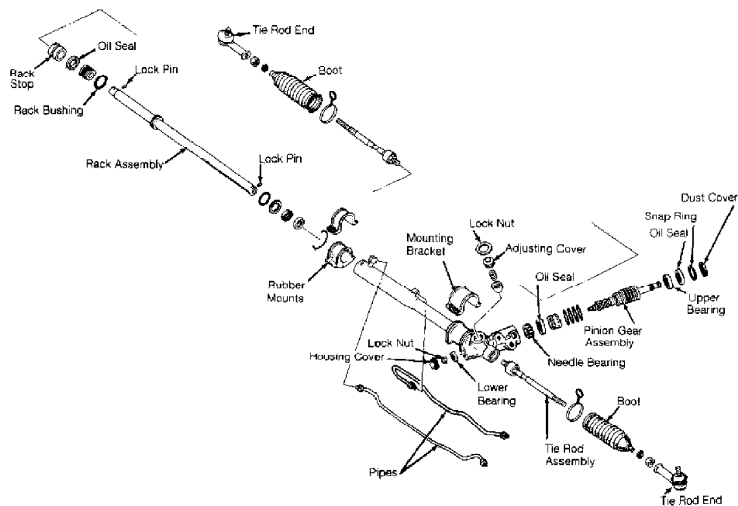 Tie Rod End
Oil Seal
Boot
Rack
Stop
Lock Pin
Rack Bushing
Rack Assembly
Lock Pin
Dust Cover
Snap Ring
Oil Seal
Lock Nut
Mounting
Bracket
Adjusting Cover
Oil Seal
Rubber
Mounts
Upper
Bearing
Pinion Gear
Assembly
Lock Nut
Housing Cover
Needle Bearing
Lower
Bearing
Boot
Tie Rod
Assembly
Pipes
Tie Rod End